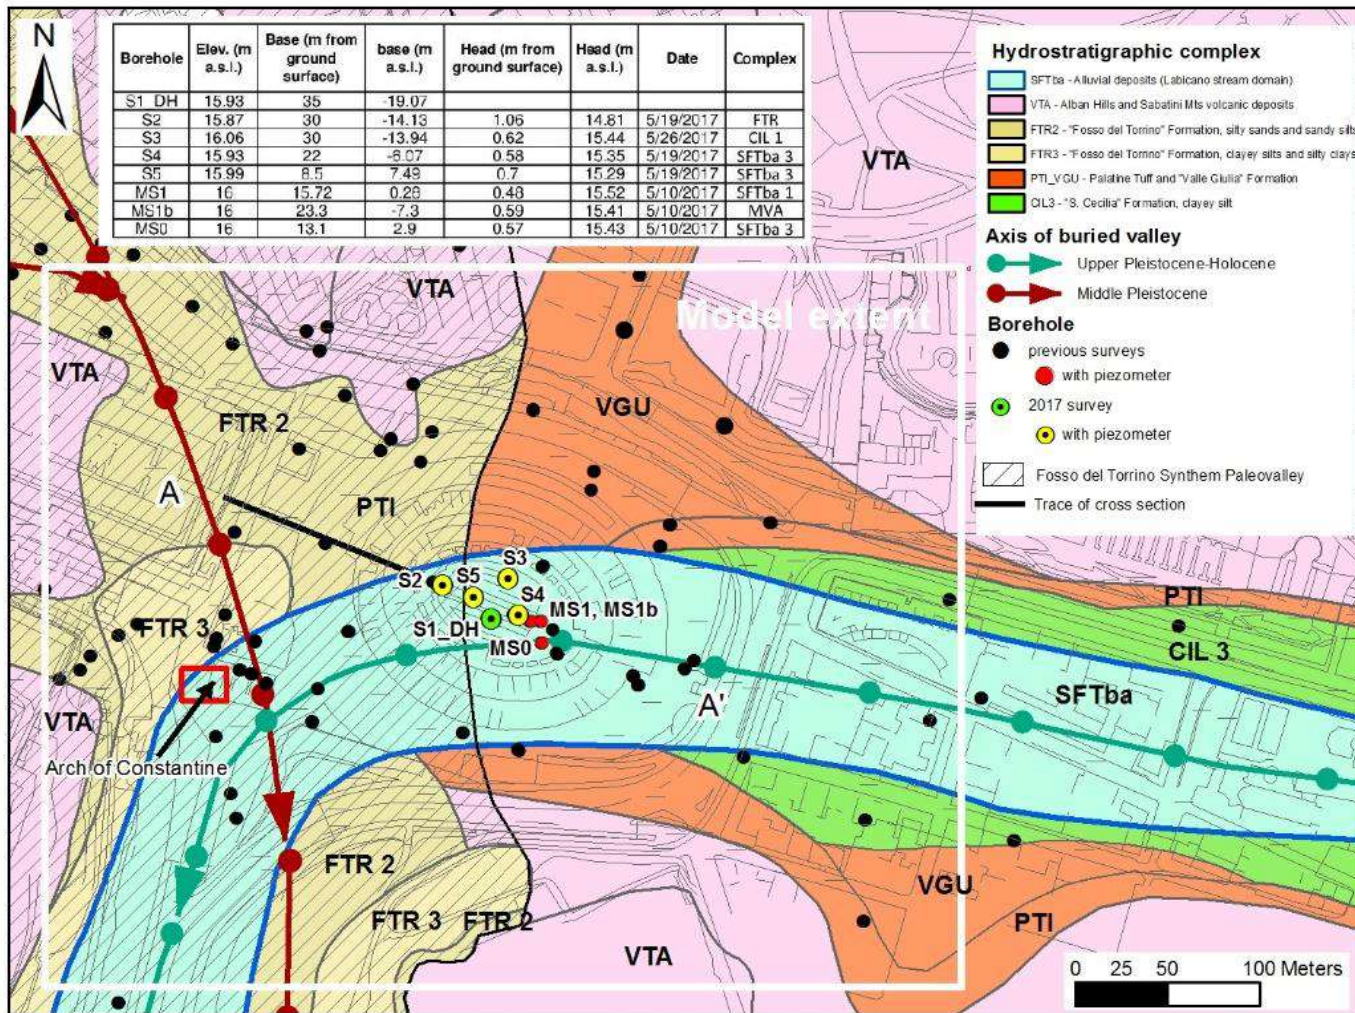 N
Borehole Elev. (m a.s.l.) Base (m from ground surface) base (m a.s.l.) Head (m from ground surface) Head (m a.s.l.) Date Complex
S1_DH 15.93 35 -19.07
S2 15.87 30 -14.13 1.06 14.81 5/19/2017 FTR
S3 16.06 30 -13.94 0.62 15.44 5/26/2017 CIL 1
S4 15.93 22 -6.07 0.58 15.35 5/19/2017 SFTba 3
S5 15.99 8.5 7.49 0.7 15.29 5/19/2017 SFTba 3
MS1 16 15.72 0.28 0.48 15.52 5/10/2017 SFTba 1
MS1b 16 23.3 -7.3 0.59 15.41 5/10/2017 MVA
MS0 16 13.1 2.9 0.57 15.43 5/10/2017 SFTba 3
Hydrostratigraphic complex
SFTba - Alluvial deposits (Labicano stream domain)
VTA - Alban Hills and Sabatini Mts volcanic deposits
FTR2 - "Fosso del Torrino" Formation, silty sands and sandy silts
FTR3 - "Fosso del Torrino" Formation, clayey silts and silty clays
PTI_VGU - Palatine Tuff and "Valle Giulia" Formation
CIL3 - "S. Cecilia" Formation, clayey silt
Axis of buried valley
Upper Pleistocene-Holocene
Middle Pleistocene
Borehole
previous surveys
with piezometer
2017 survey
with piezometer
Fosso del Torrino Synthem Paleovalley
Trace of cross section
VTA
VTA
Model extent
VTA
FTR 2
VGU
A
PTI
S3
S2
S5
S4
MS1, MS1b
PTI
FTR 3
S1_DH
MS0
CIL 3
SFTba
A'
VTA
Arch of Constantine
FTR 2
VGU
FTR 3
FTR 2
PTI
VTA
0 25 50 100 Meters